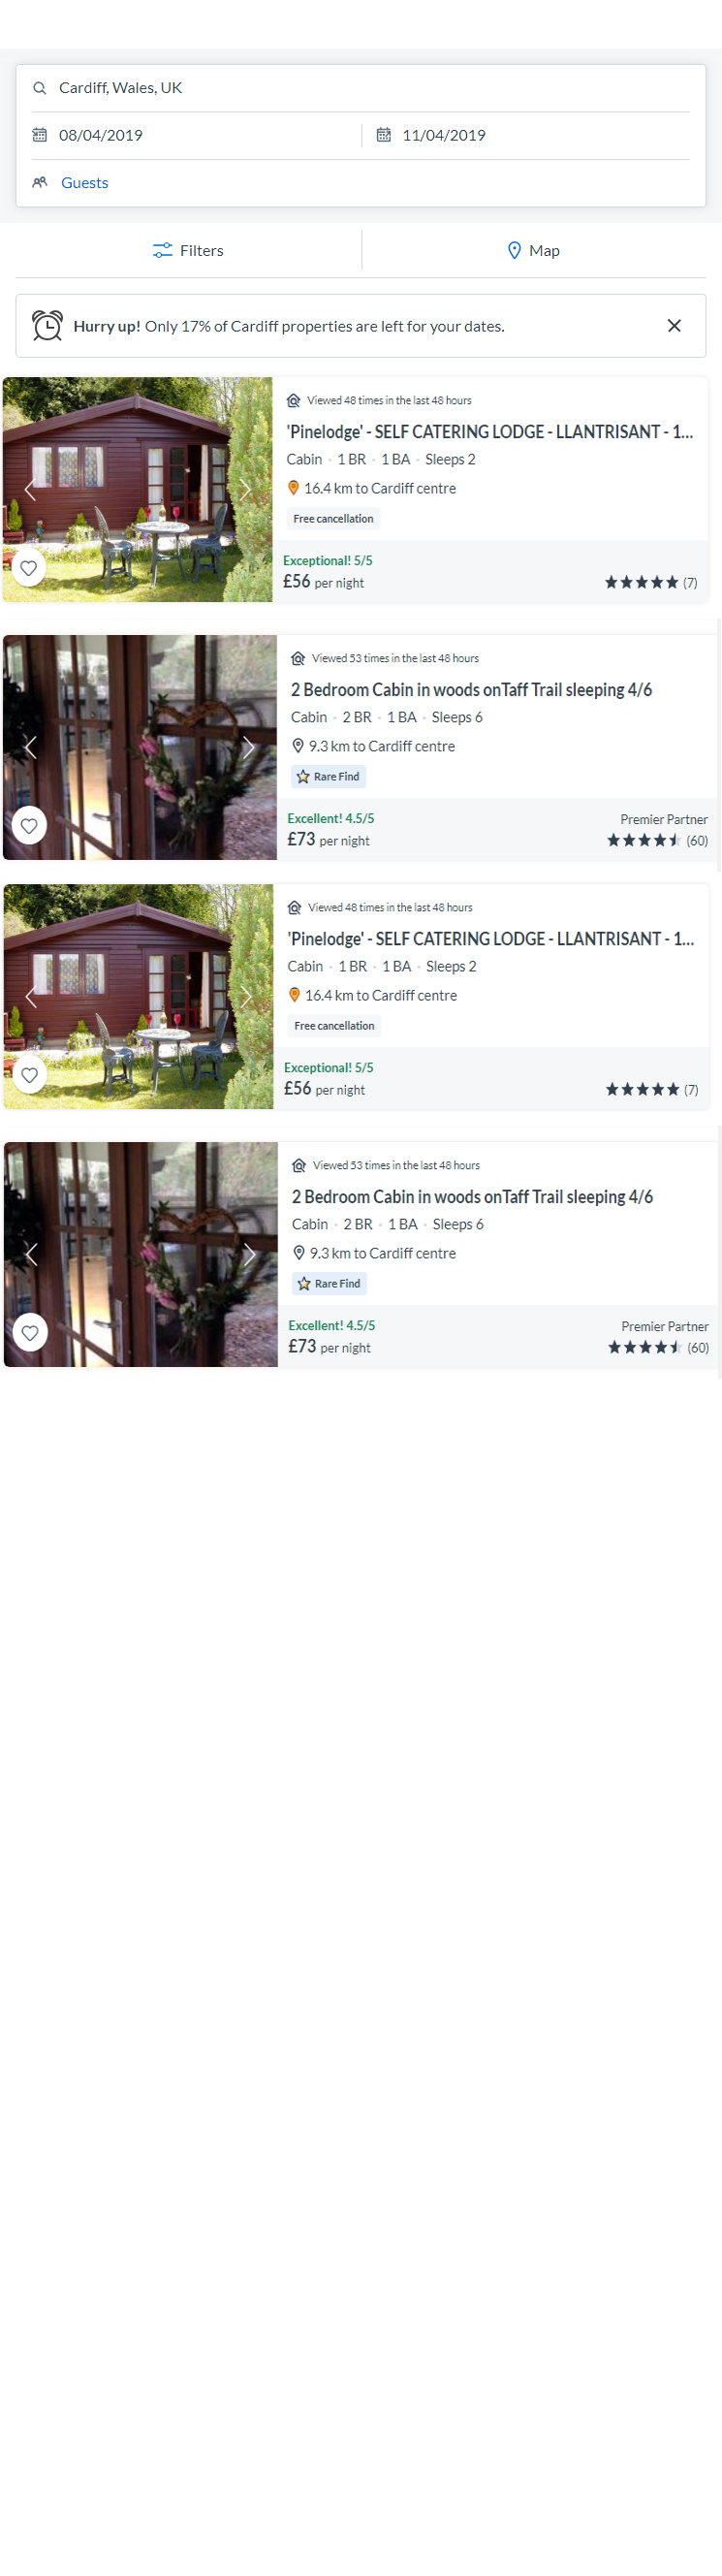 Cardiff, Wales, UK
08/04/2019 11/04/2019
Guests
Filters Map
Hurry up! Only 17% of Cardiff properties are left for your dates.
Viewed 48 times in the last 48 hours
'Pinelodge' - SELF CATERING LODGE - LLANTRISANT - 1...
Cabin · 1 BR · 1 BA · Sleeps 2
16.4 km to Cardiff centre
Free cancellation
Exceptional! 5/5
£56 per night (7)
Viewed 53 times in the last 48 hours
2 Bedroom Cabin in woods onTaff Trail sleeping 4/6
Cabin · 2 BR · 1 BA · Sleeps 6
9.3 km to Cardiff centre
Rare Find
Excellent! 4.5/5 Premier Partner
£73 per night (60)
Viewed 48 times in the last 48 hours
'Pinelodge' - SELF CATERING LODGE - LLANTRISANT - 1...
Cabin · 1 BR · 1 BA · Sleeps 2
16.4 km to Cardiff centre
Free cancellation
Exceptional! 5/5
£56 per night (7)
Viewed 53 times in the last 48 hours
2 Bedroom Cabin in woods onTaff Trail sleeping 4/6
Cabin · 2 BR · 1 BA · Sleeps 6
9.3 km to Cardiff centre
Rare Find
Excellent! 4.5/5 Premier Partner
£73 per night (60)